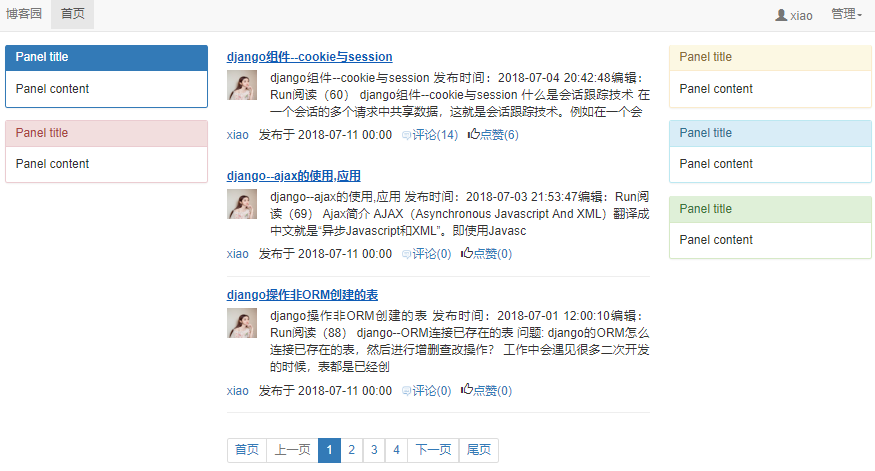 博客园 首页 xiao 管理
Panel title
Panel content
Panel title
Panel content
django组件--cookie与session
django组件--cookie与session 发布时间：2018-07-04 20:42:48编辑：
Run阅读（60） django组件--cookie与session 什么是会话跟踪技术 在
一个会话的多个请求中共享数据，这就是会话跟踪技术。例如在一个会
xiao 发布于 2018-07-11 00:00 评论(14) 点赞(6)
django--ajax的使用,应用
django--ajax的使用,应用 发布时间：2018-07-03 21:53:47编辑：Run阅
读（69） Ajax简介 AJAX（Asynchronous Javascript And XML）翻译成
中文就是“异步Javascript和XML”。即使用Javasc
xiao 发布于 2018-07-11 00:00 评论(0) 点赞(0)
django操作非ORM创建的表
django操作非ORM创建的表 发布时间：2018-07-01 12:00:10编辑：
Run阅读（88） django--ORM连接已存在的表 问题: django的ORM怎么
连接已存在的表，然后进行增删查改操作？ 工作中会遇见很多二次开发
的时候，表都是已经创
xiao 发布于 2018-07-11 00:00 评论(0) 点赞(0)
首页 上一页 1 2 3 4 下一页 尾页
Panel title
Panel content
Panel title
Panel content
Panel title
Panel content